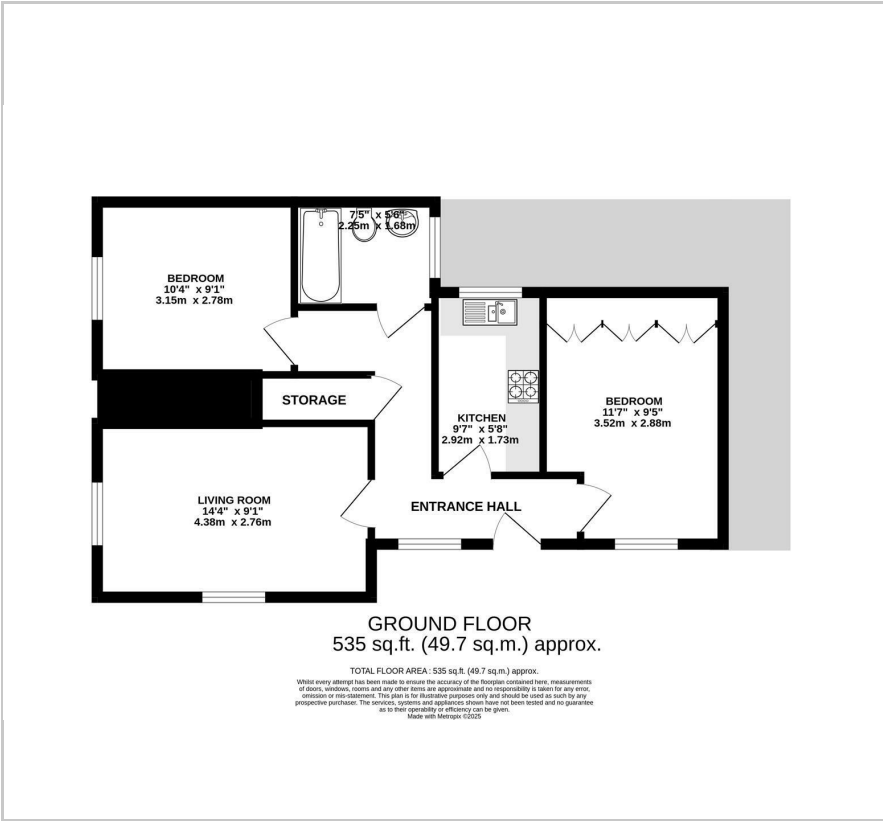 7'5" x 5'6"
2.25m x 1.68m
BEDROOM
10'4" x 9'1"
3.15m x 2.78m
STORAGE
BEDROOM
11'7" x 9'5"
3.52m x 2.88m
KITCHEN
9'7" x 5'8"
2.92m x 1.73m
LIVING ROOM
14'4" x 9'1"
4.38m x 2.76m
ENTRANCE HALL
GROUND FLOOR
535 sq.ft. (49.7 sq.m.) approx.
TOTAL FLOOR AREA : 535 sq.ft. (49.7 sq.m.) approx.
Whilst every attempt has been made to ensure the accuracy of the floorplan contained here, measurements
of doors, windows, rooms and any other items are approximate and no responsibility is taken for any error,
omission or mis-statement. This plan is for illustrative purposes only and should be used as such by any
prospective purchaser. The services, systems and appliances shown have not been tested and no guarantee
as to their operability or efficiency can be given.
Made with Metropix ©2025